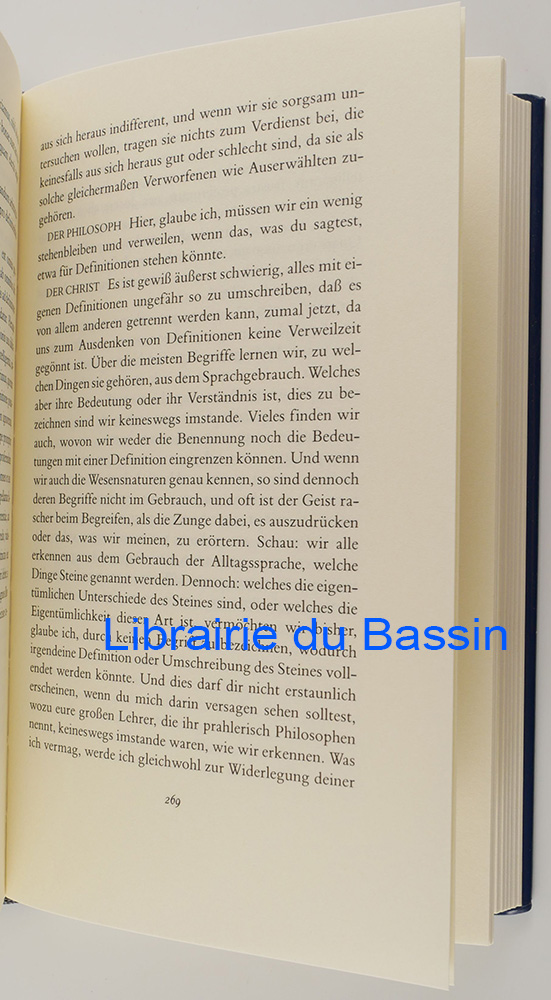 aus sich heraus indifferent, und wenn wir sie sorgsam un-
tersuchen wollen, tragen sie nichts zum Verdienst bei, die
keinesfalls aus sich heraus gut oder schlecht sind, da sie als
solche gleichermaßen Verworfenen wie Auserwählten zu-
gehören.
DER PHILOSOPH Hier, glaube ich, müssen wir ein wenig
stehenbleiben und verweilen, wenn das, was du sagtest,
etwa für Definitionen stehen könnte.
DER CHRIST Es ist gewiß äußerst schwierig, alles mit ei-
genen Definitionen ungefähr so zu umschreiben, daß es
von allem anderen getrennt werden kann, zumal jetzt, da
uns zum Ausdenken von Definitionen keine Verweilzeit
gegönnt ist. Über die meisten Begriffe lernen wir, zu wel-
chen Dingen sie gehören, aus dem Sprachgebrauch. Welches
aber ihre Bedeutung oder ihr Verständnis ist, dies zu be-
zeichnen sind wir keineswegs imstande. Vieles finden wir
auch, wovon wir weder die Benennung noch die Bedeu-
tungen mit einer Definition eingrenzen können. Und wenn
wir auch die Wesensnaturen genau kennen, so sind dennoch
deren Begriffe nicht im Gebrauch, und oft ist der Geist ra-
scher beim Begreifen, als die Zunge dabei, es auszudrücken
oder das, was wir meinen, zu erörtern. Schau: wir alle
erkennen aus dem Gebrauch der Alltagssprache, welche
Dinge Steine genannt werden. Dennoch: welches die eigen-
tümlichen Unterschiede des Steines sind, oder welches die
Eigentümlichkeit dieser Art ist, vermöchten wir bisher,
glaube ich, durch keinen Begriff zu bezeichnen, wodurch
irgendeine Definition oder Umschreibung des Steines voll-
endet werden könnte. Und dies darf dir nicht erstaunlich
erscheinen, wenn du mich darin versagen sehen solltest,
wozu eure großen Lehrer, die ihr prahlerisch Philosophen
nennt, keineswegs imstande waren, wie wir erkennen. Was
ich vermag, werde ich gleichwohl zur Widerlegung deiner
269
Librairie du Bassin